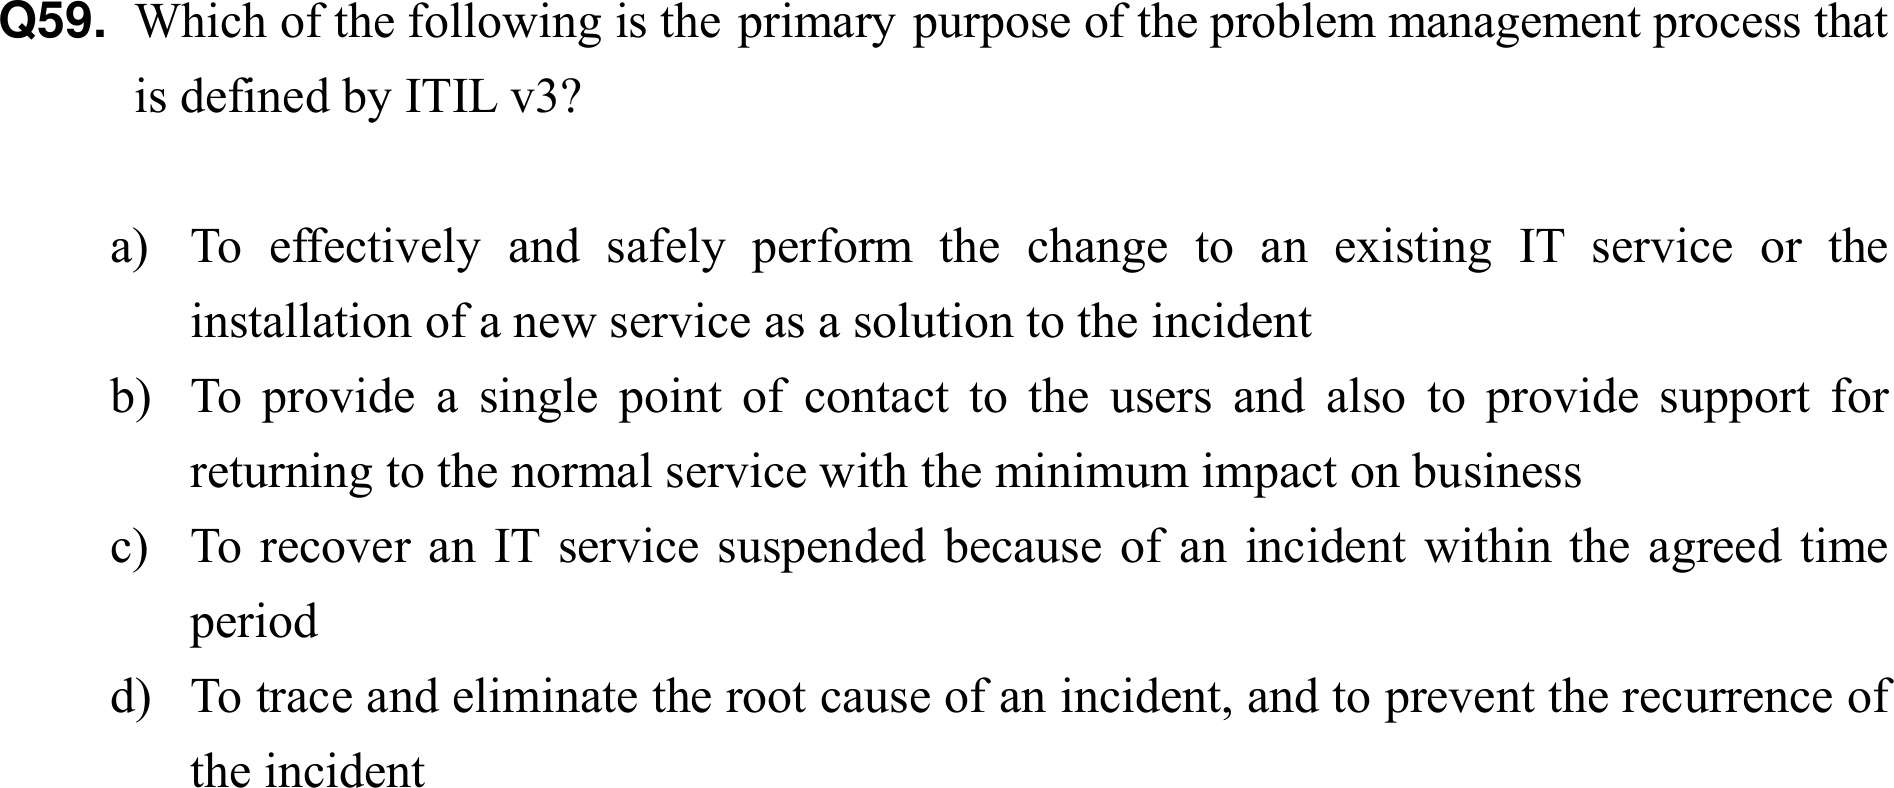 Q59. Which of the following is the primary purpose of the problem management process that
is defined by ITIL v3?
a) To effectively and safely perform the change to an existing IT service or the
installation of a new service as a solution to the incident
b) To provide a single point of contact to the users and also to provide support for
returning to the normal service with the minimum impact on business
c) To recover an IT service suspended because of an incident within the agreed time
period
d) To trace and eliminate the root cause of an incident, and to prevent the recurrence of
the incident